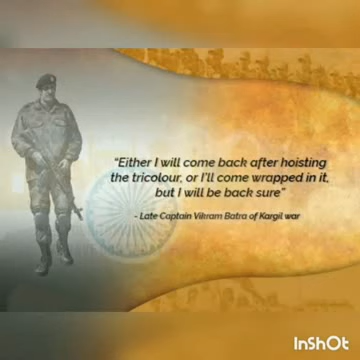 “Either I will come back after hoisting
the tricolour, or I'll come wrapped in it,
but I will be back sure”
- Late Captain Vikram Batra of Kargil war
InShOt